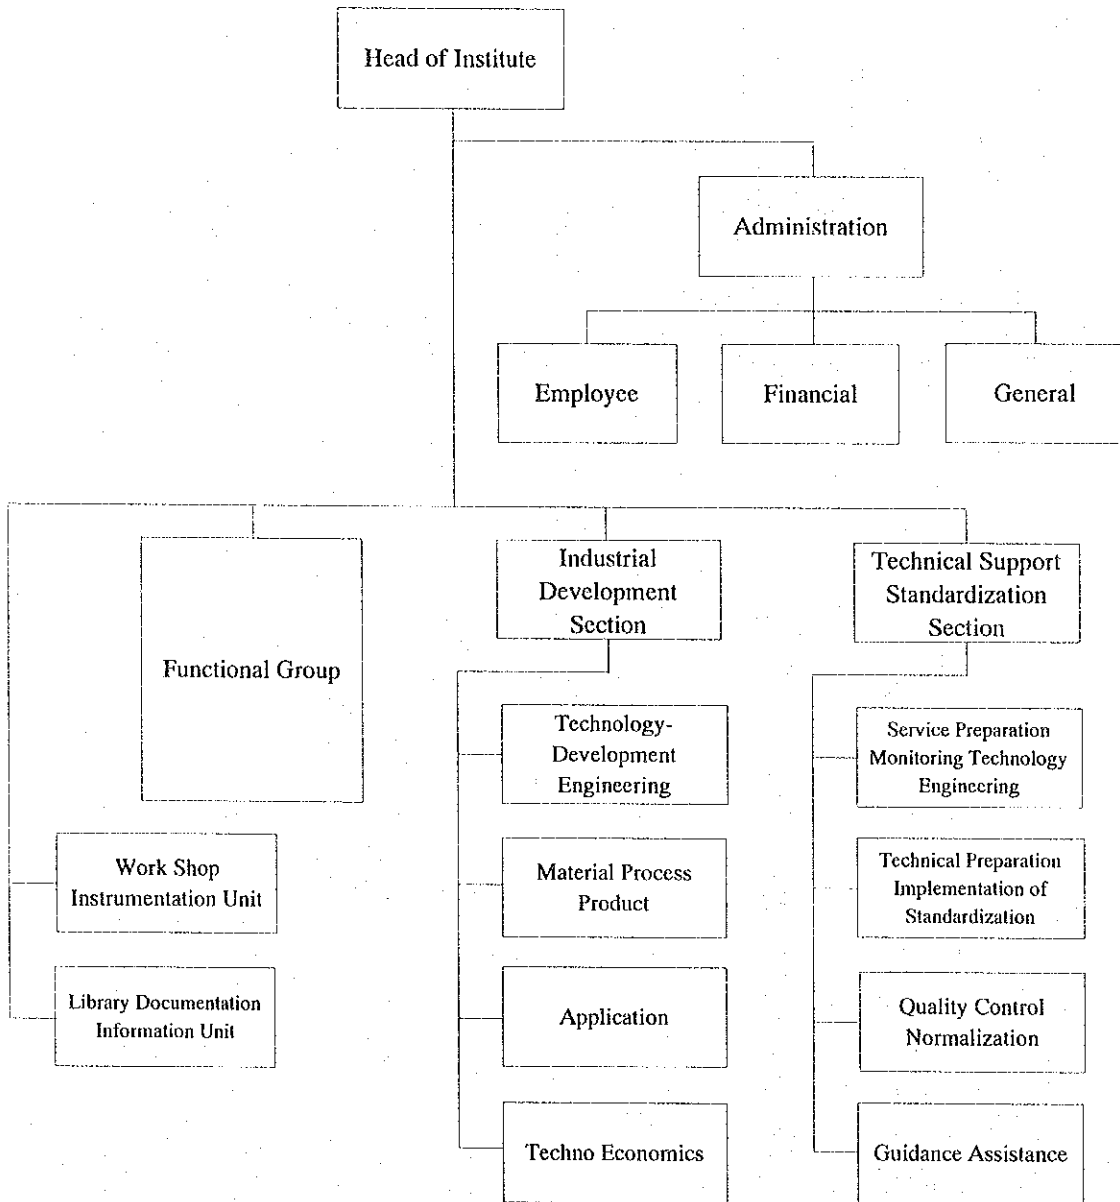 Head of Institute
Administration
Employee
Financial
General
Functional Group
Industrial
Development
Section
Technical Support
Standardization
Section
Work Shop
Instrumentation Unit
Library Documentation
Information Unit
Technology-
Development
Engineering
Material Process
Product
Application
Techno Economics
Service Preparation
Monitoring Technology
Engineering
Technical Preparation
Implementation of
Standardization
Quality Control
Normalization
Guidance Assistance